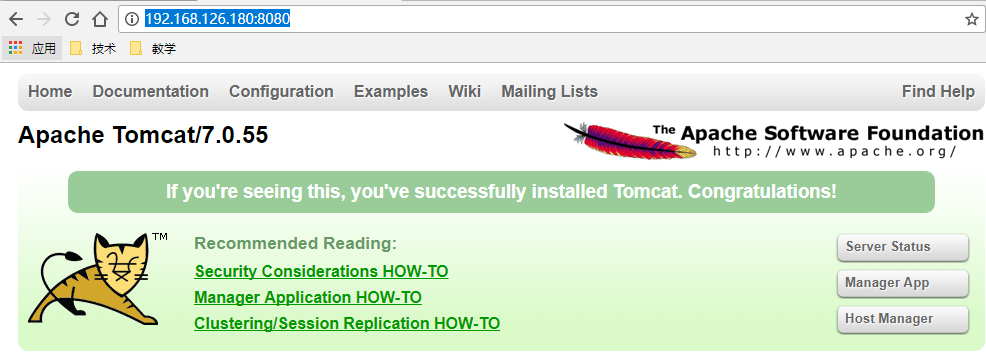 192.168.126.180:8080
应用 技术 教学
Home Documentation Configuration Examples Wiki Mailing Lists Find Help
Apache Tomcat/7.0.55
The Apache Software Foundation
http://www.apache.org/
If you're seeing this, you've successfully installed Tomcat. Congratulations!
TM
Recommended Reading:
Security Considerations HOW-TO
Manager Application HOW-TO
Clustering/Session Replication HOW-TO
Server Status
Manager App
Host Manager